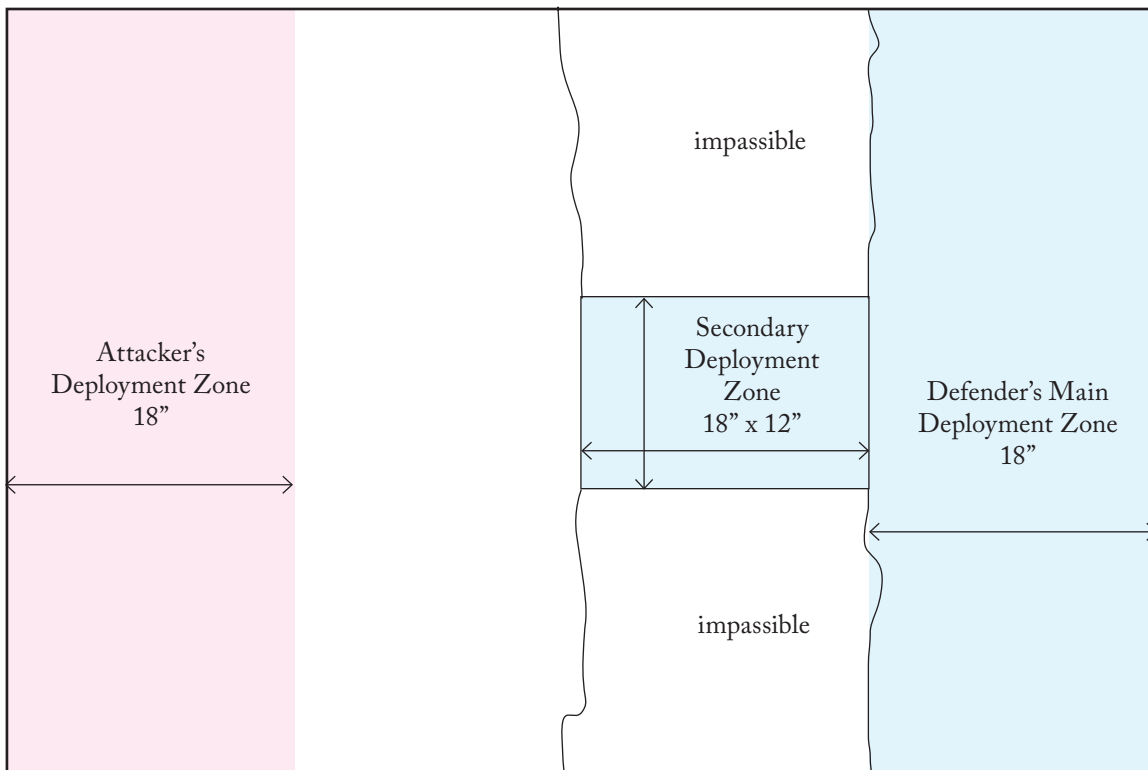 impassible
Attacker’s
Deployment Zone
18”
Secondary
Deployment
Zone
18” x 12”
Defender’s Main
Deployment Zone
18”
impassible